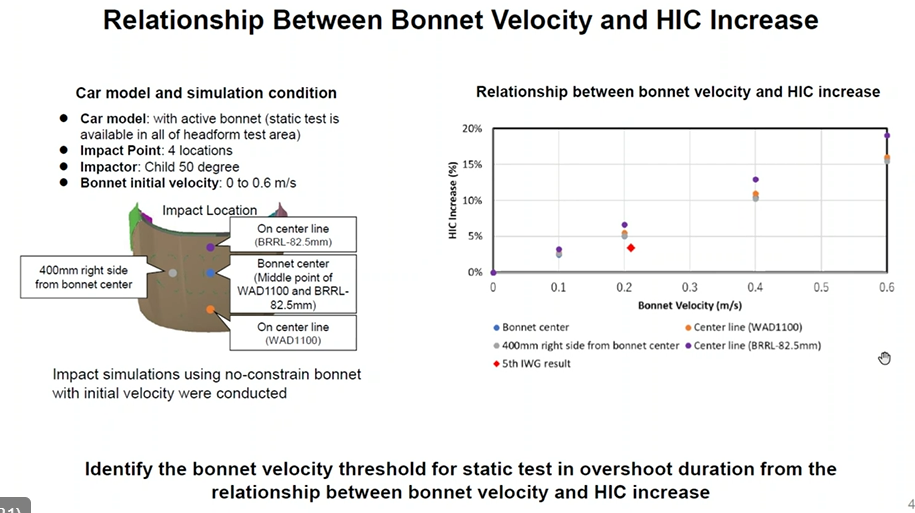 Relationship Between Bonnet Velocity and HIC Increase
Car model and simulation condition
● Car model: with active bonnet (static test is
available in all of headform test area)
● Impact Point: 4 locations
● Impactor: Child 50 degree
● Bonnet initial velocity: 0 to 0.6 m/s
Impact Location
On center line
(BRRL-82.5mm)
400mm right side
from bonnet center
Bonnet center
(Middle point of
WAD1100 and BRRL-
82.5mm)
On center line
(WAD1100)
Impact simulations using no-constrain bonnet
with initial velocity were conducted
Relationship between bonnet velocity and HIC increase
HIC Increase (%)
20%
15%
10%
5%
0%
0 0.1 0.2 0.3 0.4 0.5 0.6
Bonnet Velocity (m/s)
Bonnet center
Center line (WAD1100)
400mm right side from bonnet center
Center line (BRRL-82.5mm)
5th IWG result
Identify the bonnet velocity threshold for static test in overshoot duration from the
relationship between bonnet velocity and HIC increase
4